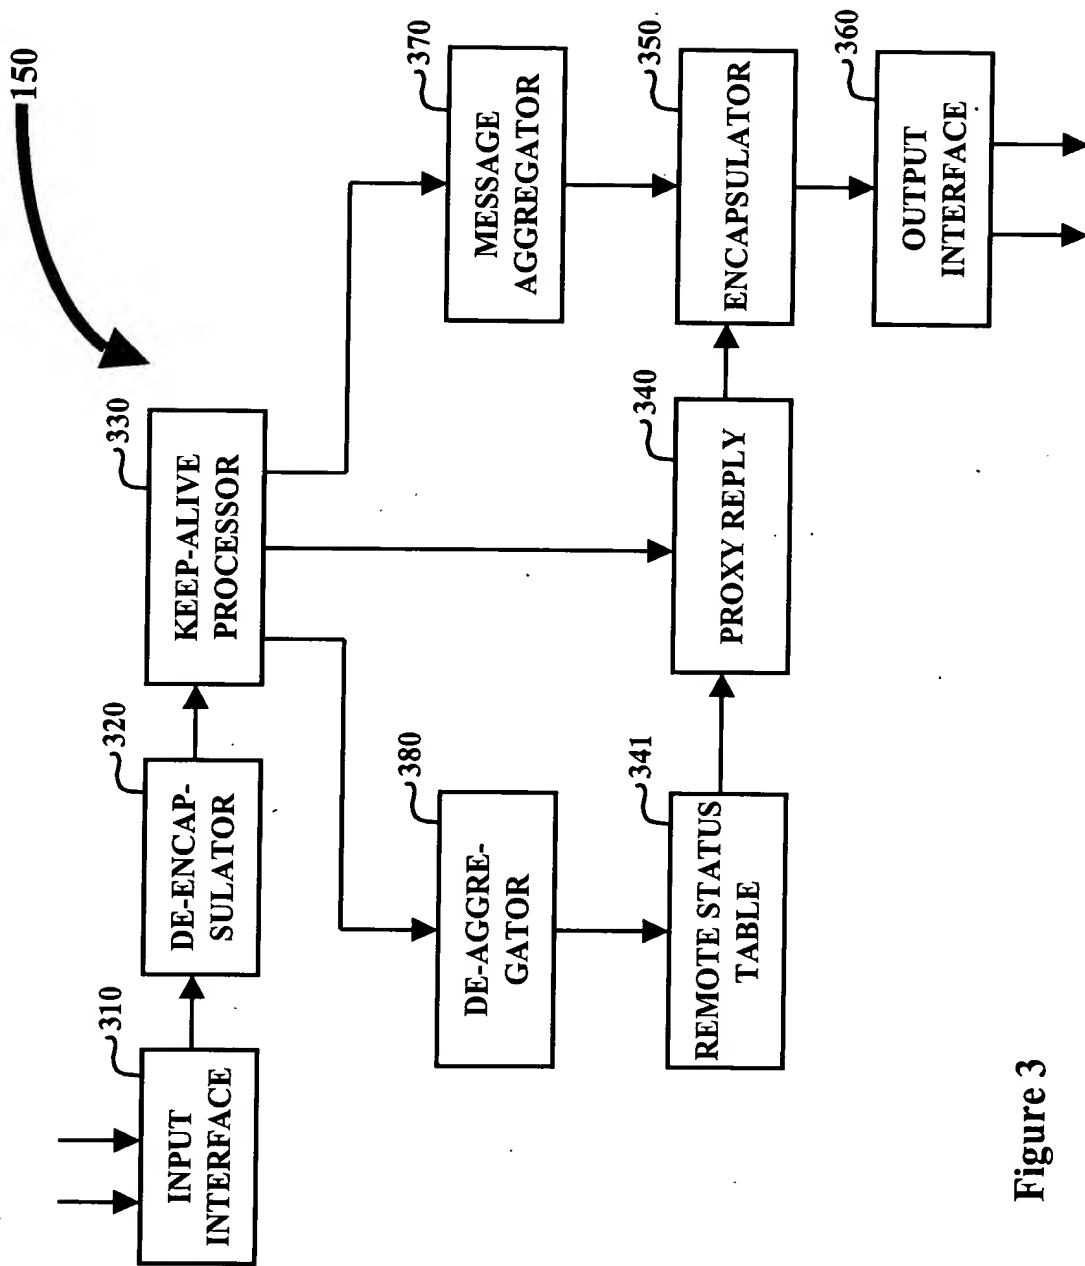 150
310
INPUT
INTERFACE
320
DE-ENCAP-
SULATOR
330
KEEP-ALIVE
PROCESSOR
370
MESSAGE
AGGREGATOR
380
DE-AGGRE-
GATOR
341
REMOTE STATUS
TABLE
340
PROXY REPLY
350
ENCAPSULATOR
360
OUTPUT
INTERFACE
Figure 3